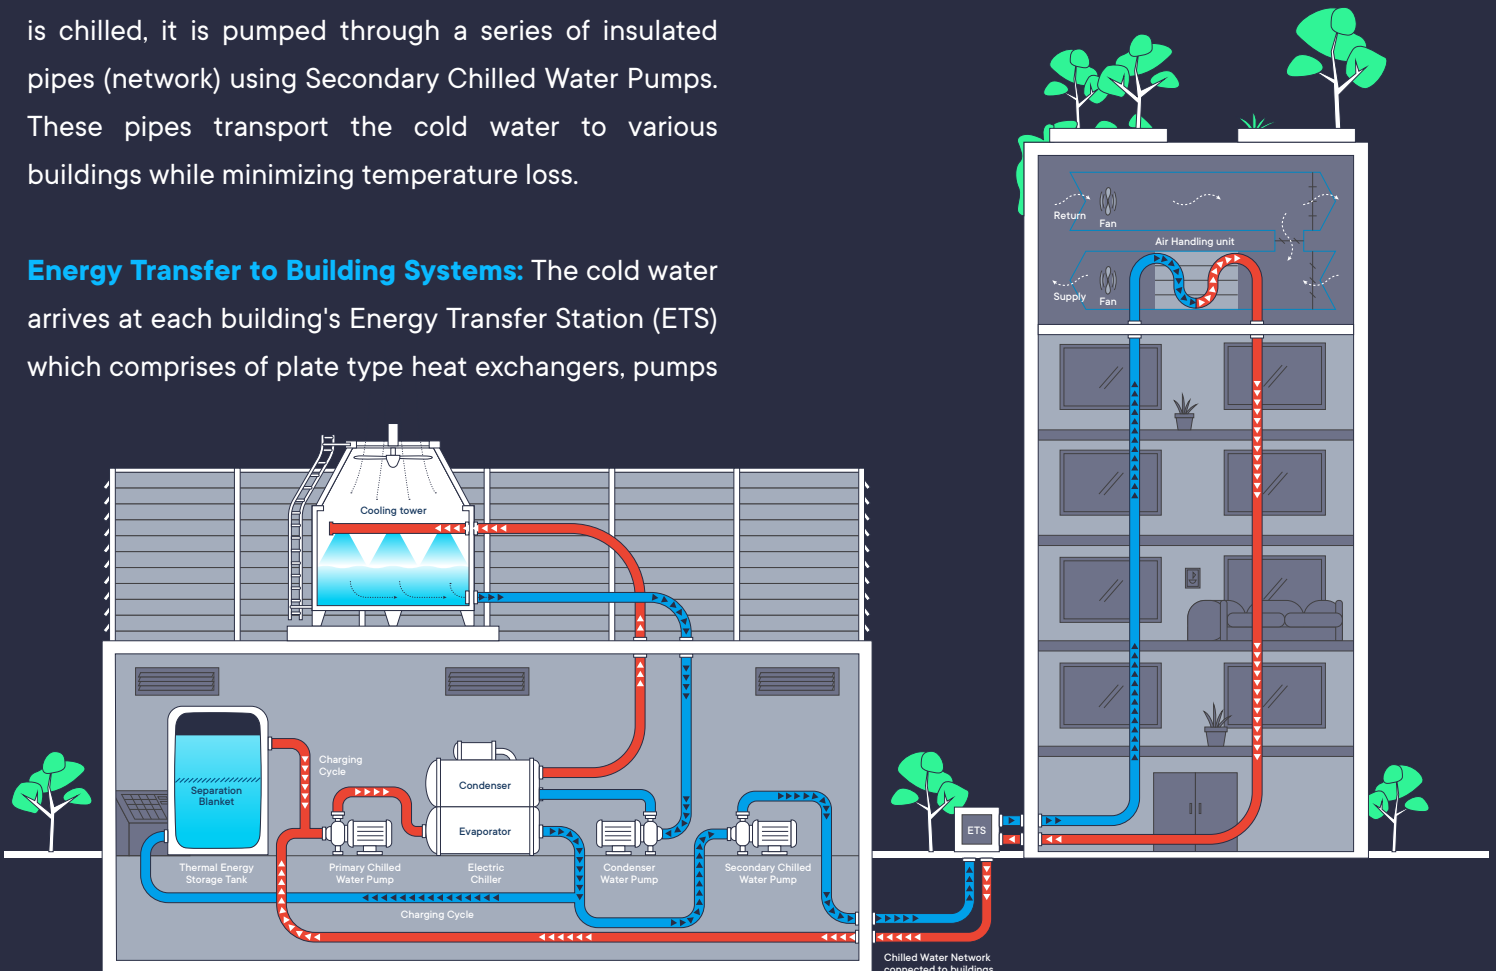 is chilled, it is pumped through a series of insulated
pipes (network) using Secondary Chilled Water Pumps.
These pipes transport the cold water to various
buildings while minimizing temperature loss.
Energy Transfer to Building Systems: The cold water
arrives at each building's Energy Transfer Station (ETS)
which comprises of plate type heat exchangers, pumps
Return
Fan
Air Handling unit
Supply
Fan
Cooling tower
Charging
Cycle
Separation
Blanket
Condenser
Evaporator
ETS
Thermal Energy
Storage Tank
Primary Chilled
Water Pump
Electric
Chiller
Condenser
Water Pump
Secondary Chilled
Water Pump
Charging Cycle
Chilled Water Network
connected to buildings